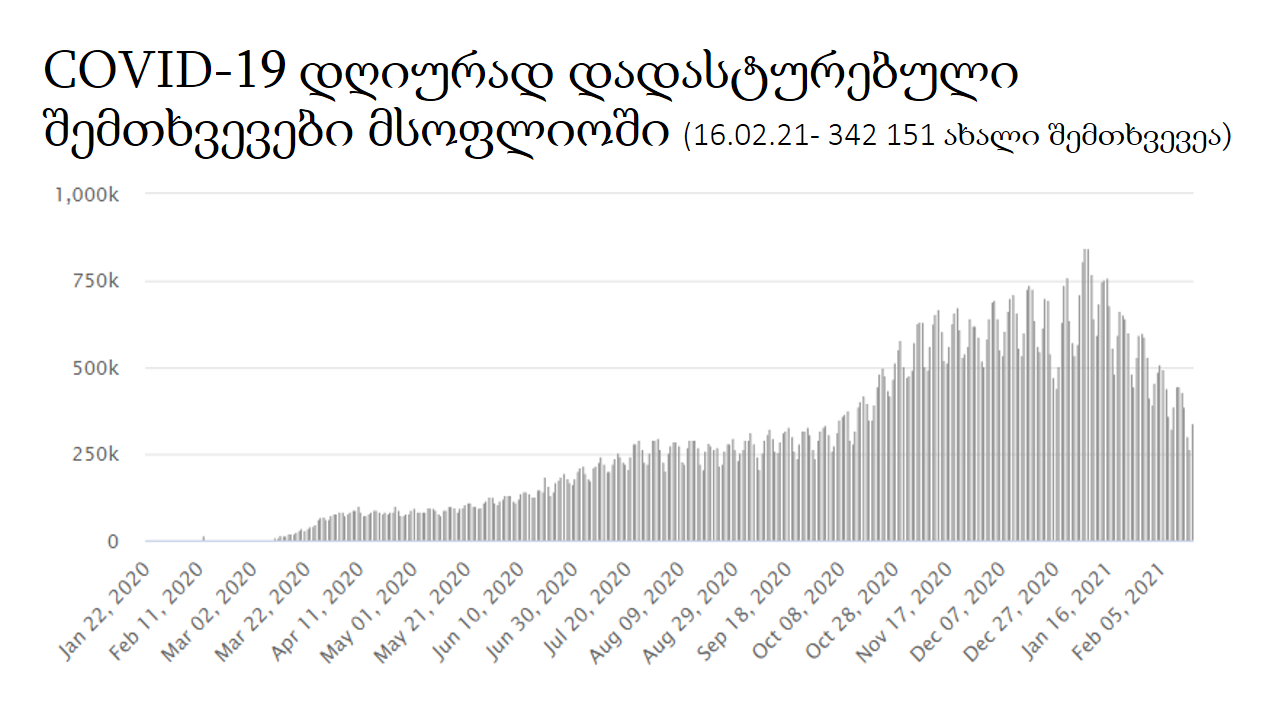 COVID-19 დღიურად დადასტურებული
შემთხვევები მსოფლიოში (16.02.21- 342 151 ახალი შემთხვევეა)
1,000k
750k
500k
250k
0
Jan 22, 2020
Feb 11, 2020
Mar 02, 2020
Mar 22, 2020
Apr 11, 2020
May 01, 2020
May 21, 2020
Jun 10, 2020
Jun 30, 2020
Jul 20, 2020
Aug 09, 2020
Aug 29, 2020
Sep 18, 2020
Oct 08, 2020
Oct 28, 2020
Nov 17, 2020
Dec 07, 2020
Dec 27, 2020
Jan 16, 2021
Feb 05, 2021